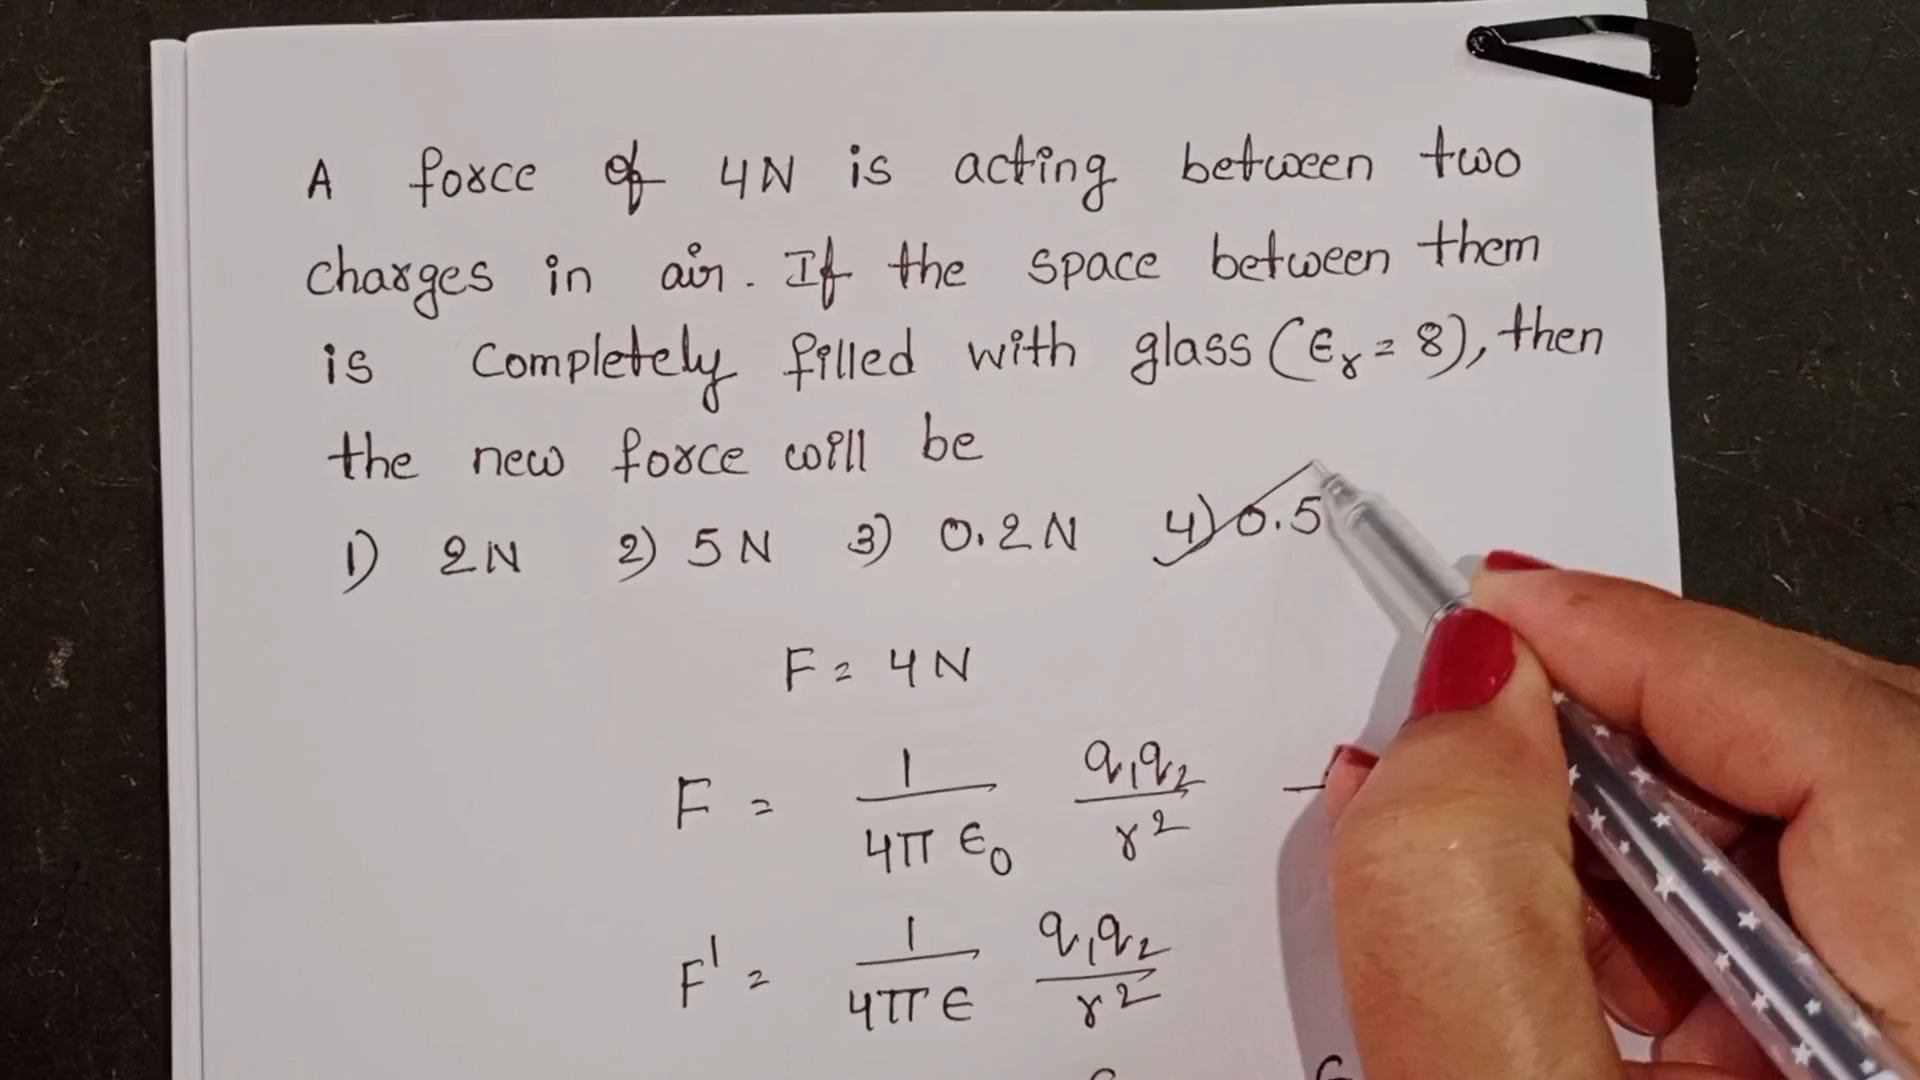 A force of 4N is acting between two
charges in air. If the space between them
is completely filled with glass (ϵr = 8), then
the new force will be
1) 2N 2) 5N 3) 0.2N 4) 0.5
F = 4N
F = 1/4π ϵ0 q1q2/r2
F' = 1/4πϵ q1q2/r2